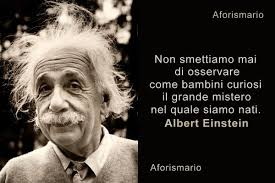 Aforismario
Non smettiamo mai
di osservare
come bambini curiosi
il grande mistero
nel quale siamo nati.
Albert Einstein
Aforismario